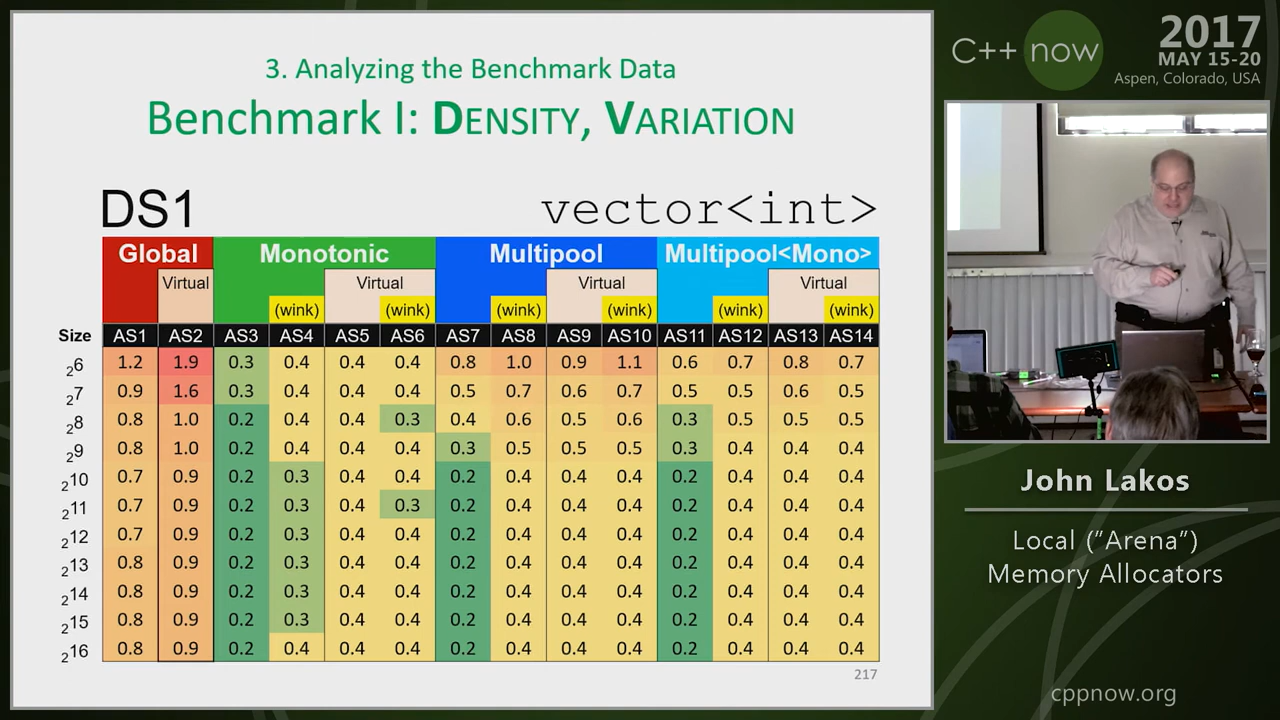 3. Analyzing the Benchmark Data
Benchmark I: DENSITY, VARIATION
DS1 vector<int>
Global Monotonic Multipool Multipool<Mono>
Virtual Virtual Virtual Virtual
(wink) (wink) (wink) (wink) (wink) (wink)
Size AS1 AS2 AS3 AS4 AS5 AS6 AS7 AS8 AS9 AS10 AS11 AS12 AS13 AS14
26 1.2 1.9 0.3 0.4 0.4 0.4 0.8 1.0 0.9 1.1 0.6 0.7 0.8 0.7
27 0.9 1.6 0.3 0.4 0.4 0.4 0.5 0.7 0.6 0.7 0.5 0.5 0.6 0.5
28 0.8 1.0 0.2 0.4 0.4 0.3 0.4 0.6 0.5 0.6 0.3 0.5 0.5 0.5
29 0.8 1.0 0.2 0.4 0.4 0.4 0.3 0.5 0.5 0.5 0.3 0.4 0.4 0.4
210 0.7 0.9 0.2 0.3 0.4 0.4 0.2 0.4 0.4 0.4 0.2 0.4 0.4 0.4
211 0.7 0.9 0.2 0.3 0.4 0.3 0.2 0.4 0.4 0.4 0.2 0.4 0.4 0.4
212 0.7 0.9 0.2 0.3 0.4 0.4 0.2 0.4 0.4 0.4 0.2 0.4 0.4 0.4
213 0.8 0.9 0.2 0.3 0.4 0.4 0.2 0.4 0.4 0.4 0.2 0.4 0.4 0.4
214 0.8 0.9 0.2 0.3 0.4 0.4 0.2 0.4 0.4 0.4 0.2 0.4 0.4 0.4
215 0.8 0.9 0.2 0.3 0.4 0.4 0.2 0.4 0.4 0.4 0.2 0.4 0.4 0.4
216 0.8 0.9 0.2 0.4 0.4 0.4 0.2 0.4 0.4 0.4 0.2 0.4 0.4 0.4
217
C++ now
2017
MAY 15-20
Aspen, Colorado, USA
John Lakos
Local ("Arena")
Memory Allocators
cppnow.org